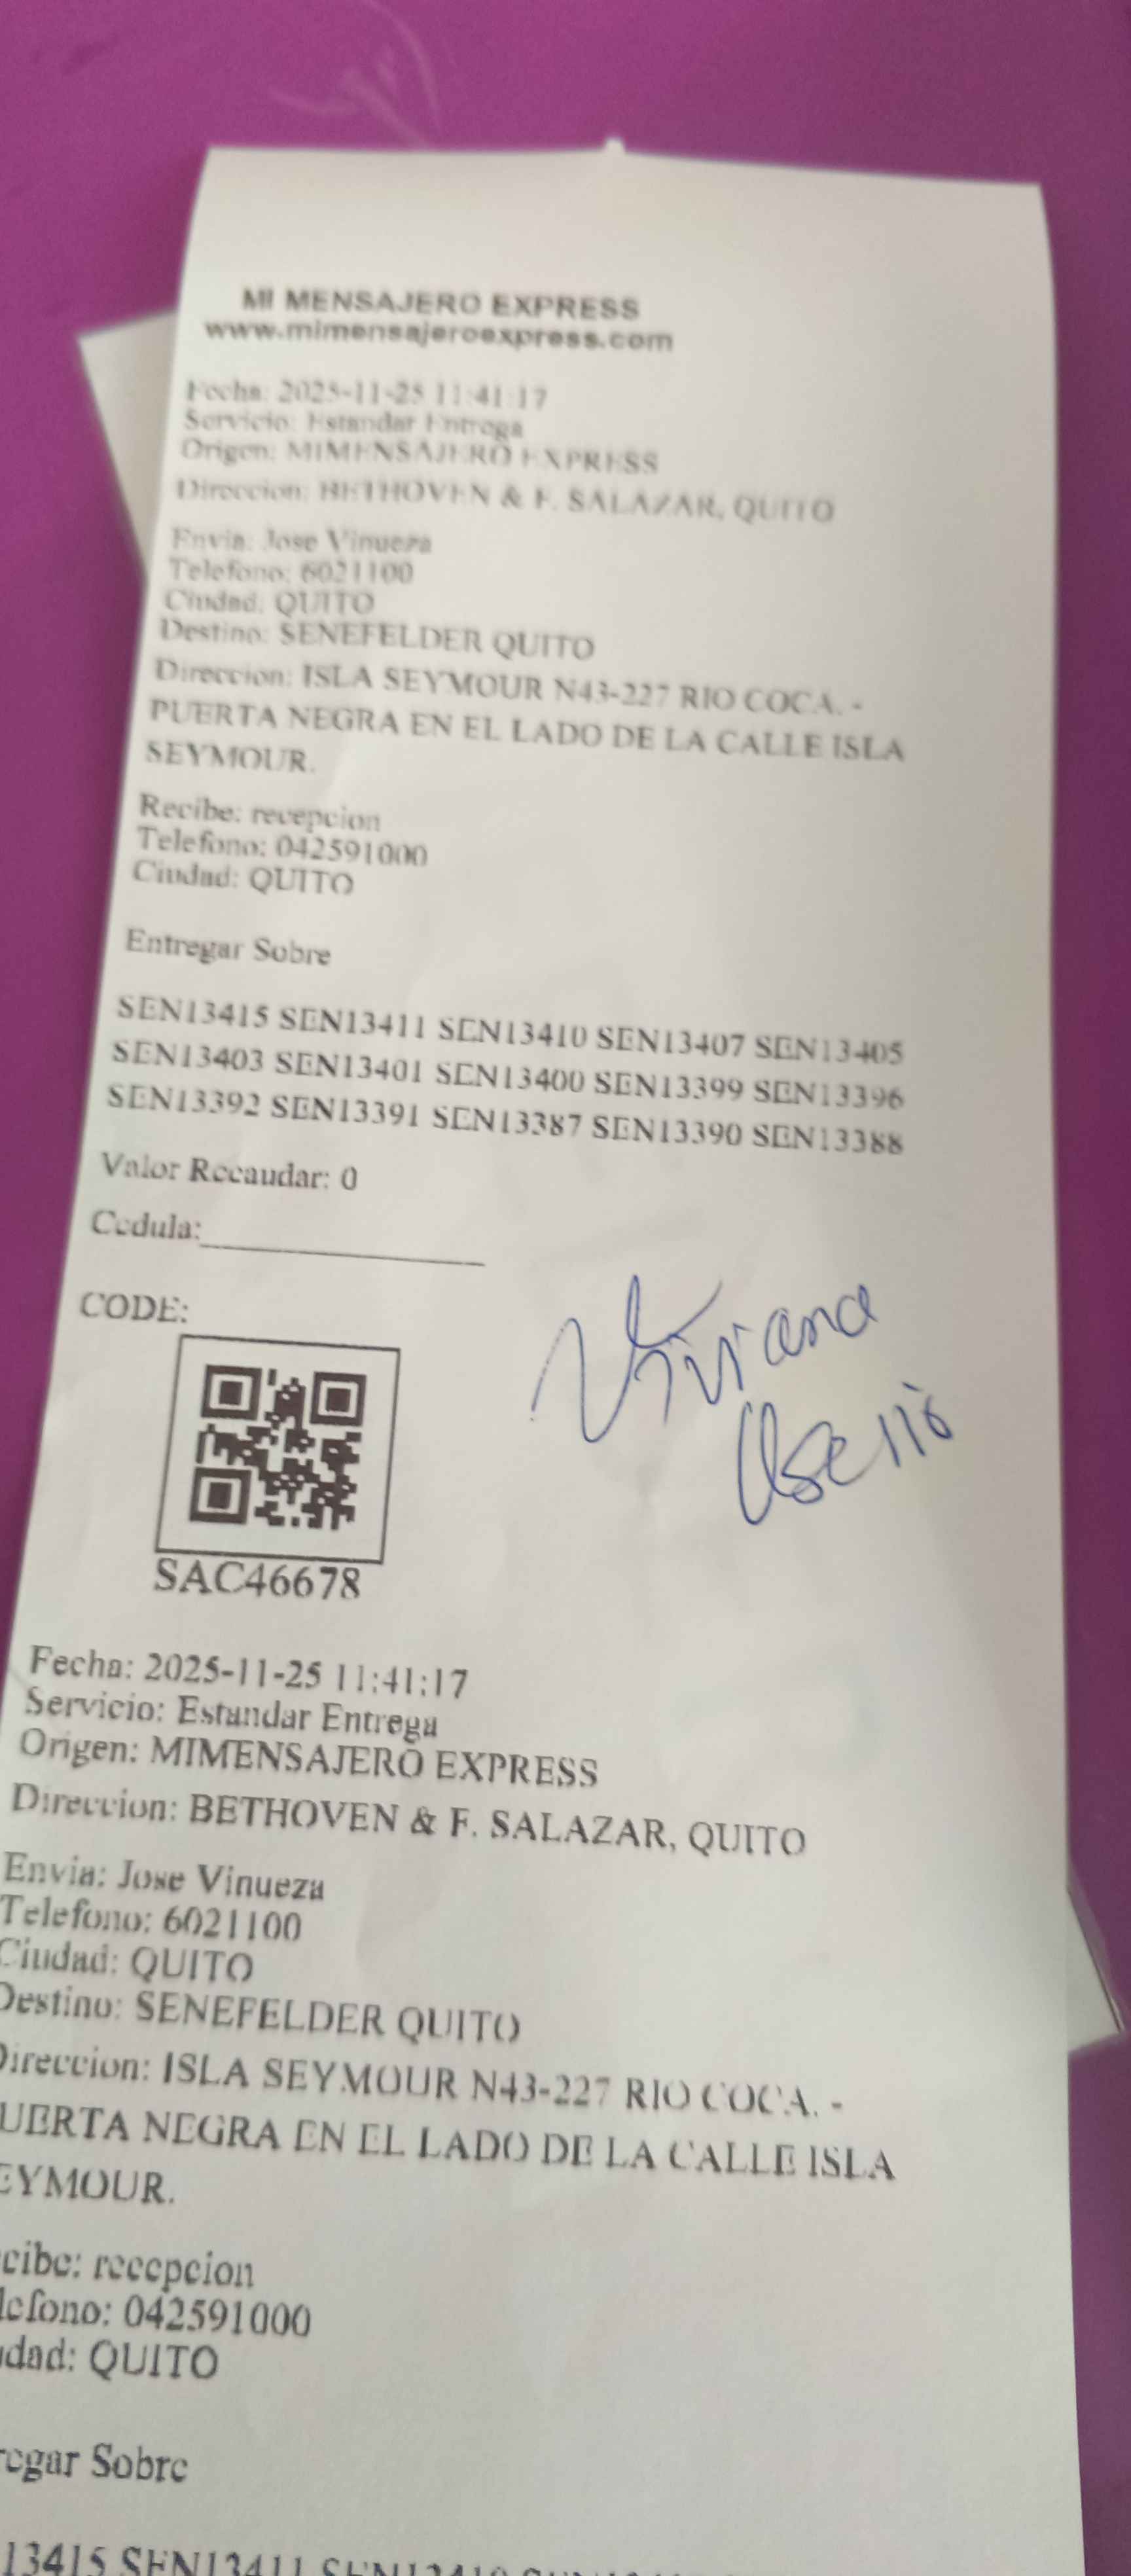 MI MENSAJERO EXPRESS
www.mimensajeroexpress.com
Fecha: 2025-11-25 11:41:17
Servicio: Estandar Entrega
Origen: MIMENSAJERO EXPRESS
Direccion: BETHOVEN & F. SALAZAR, QUITO
Envia: Jose Vinueza
Telefono: 6021100
Ciudad: QUITO
Destino: SENEFELDER QUITO
Direccion: ISLA SEYMOUR N43-227 RIO COCA. -
PUERTA NEGRA EN EL LADO DE LA CALLE ISLA
SEYMOUR.
Recibe: recepcion
Telefono: 042591000
Ciudad: QUITO
Entregar Sobre
SEN13415 SEN13411 SEN13410 SEN13407 SEN13405
SEN13403 SEN13401 SEN13400 SEN13399 SEN13396
SEN13392 SEN13391 SEN13387 SEN13390 SEN13388
Valor Recaudar: 0
Cedula:
CODE:
Viviana
SAC46678
Fecha: 2025-11-25 11:41:17
Servicio: Estandar Entrega
Origen: MIMENSAJERO EXPRESS
Direccion: BETHOVEN & F. SALAZAR, QUITO
Envia: Jose Vinueza
Telefono: 6021100
Ciudad: QUITO
Destino: SENEFELDER QUITO
Direccion: ISLA SEYMOUR N43-227 RIO COCA. -
UERTA NEGRA EN EL LADO DE LA CALLE ISLA
EYMOUR.
cibe: recepcion
lefono: 042591000
dad: QUITO
regar Sobre
13415 SEN13411